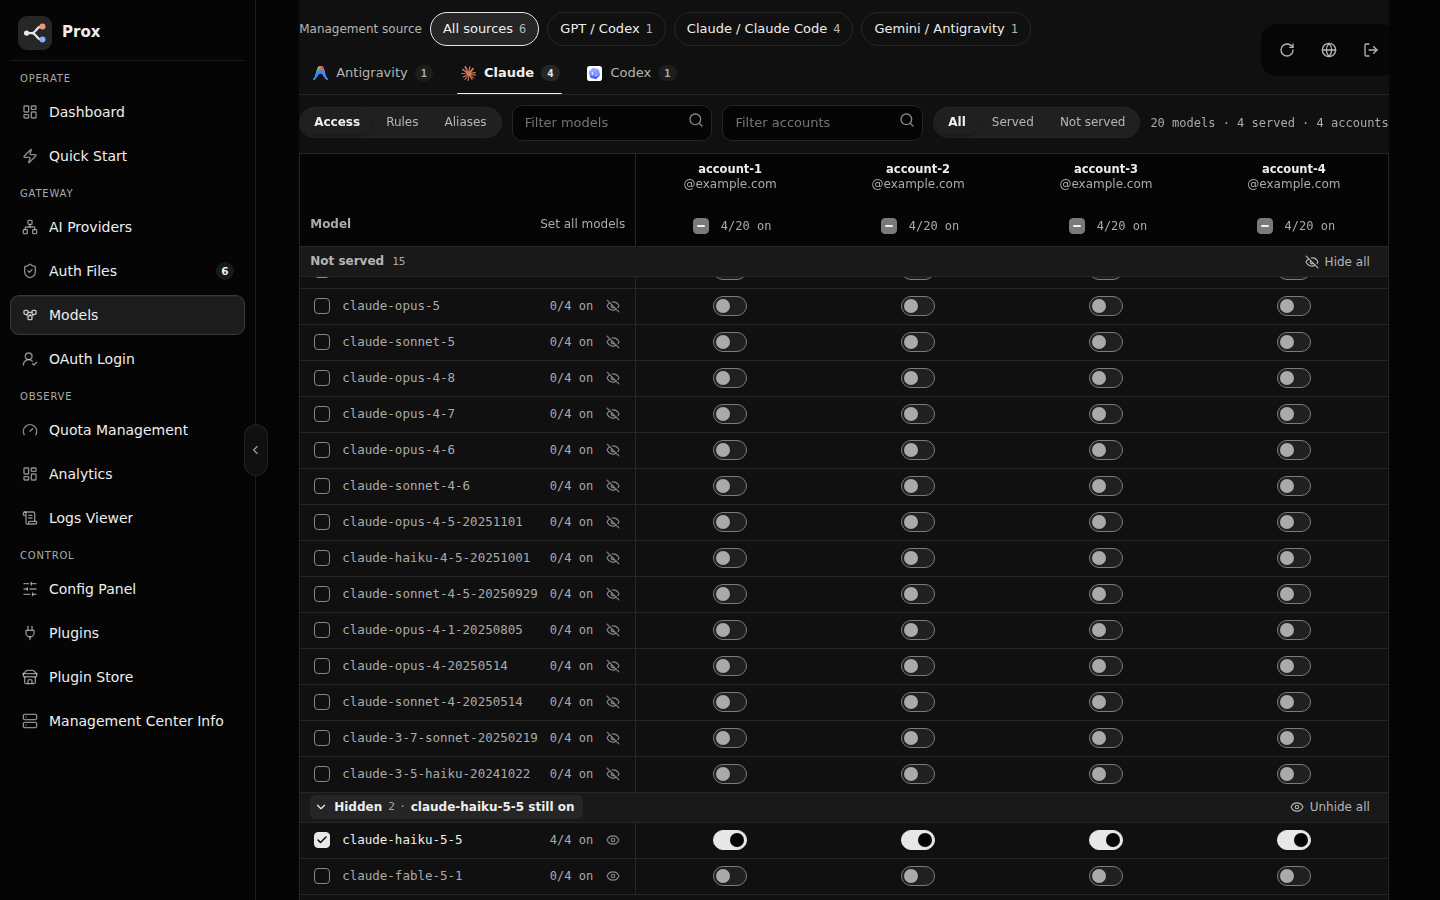 Prox
OPERATE
Dashboard
Quick Start
GATEWAY
AI Providers
Auth Files 6
Models
OAuth Login
OBSERVE
Quota Management
Analytics
Logs Viewer
CONTROL
Config Panel
Plugins
Plugin Store
Management Center Info
Management source All sources 6 GPT / Codex 1 Claude / Claude Code 4 Gemini / Antigravity 1
Antigravity 1 Claude 4 Codex 1
Access Rules Aliases Filter models Filter accounts All Served Not served 20 models · 4 served · 4 accounts
account-1 account-2 account-3 account-4
@example.com @example.com @example.com @example.com
Model Set all models 4/20 on 4/20 on 4/20 on 4/20 on
Not served 15 Hide all
claude-opus-5 0/4 on
claude-sonnet-5 0/4 on
claude-opus-4-8 0/4 on
claude-opus-4-7 0/4 on
claude-opus-4-6 0/4 on
claude-sonnet-4-6 0/4 on
claude-opus-4-5-20251101 0/4 on
claude-haiku-4-5-20251001 0/4 on
claude-sonnet-4-5-20250929 0/4 on
claude-opus-4-1-20250805 0/4 on
claude-opus-4-20250514 0/4 on
claude-sonnet-4-20250514 0/4 on
claude-3-7-sonnet-20250219 0/4 on
claude-3-5-haiku-20241022 0/4 on
Hidden 2 · claude-haiku-5-5 still on Unhide all
claude-haiku-5-5 4/4 on
claude-fable-5-1 0/4 on